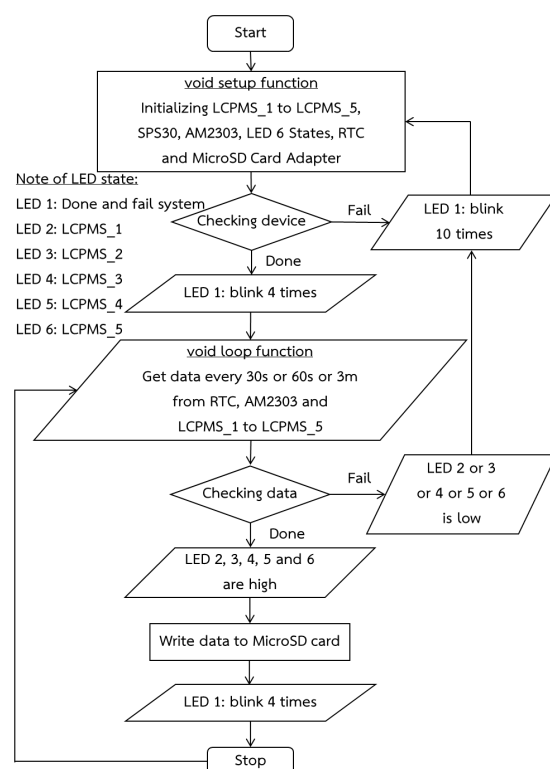 Start
void setup function
Initializing LCPMS_1 to LCPMS_5,
SPS30, AM2303, LED 6 States, RTC
and MicroSD Card Adapter
Note of LED state:
LED 1: Done and fail system
LED 2: LCPMS_1
LED 3: LCPMS_2
LED 4: LCPMS_3
LED 5: LCPMS_4
LED 6: LCPMS_5
Checking device
Fail
LED 1: blink
10 times
Done
LED 1: blink 4 times
void loop function
Get data every 30s or 60s or 3m
from RTC, AM2303 and
LCPMS_1 to LCPMS_5
Checking data
Fail
LED 2 or 3
or 4 or 5 or 6
is low
Done
LED 2, 3, 4, 5 and 6
are high
Write data to MicroSD card
LED 1: blink 4 times
Stop